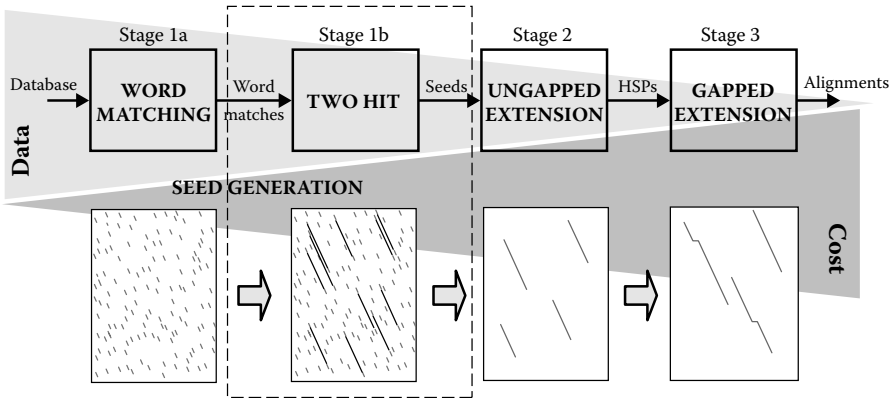 Stage 1a
Stage 1b
Stage 2
Stage 3
Database
WORD
MATCHING
Word
matches
TWO HIT
Seeds
UNGAPPED
EXTENSION
HSPs
GAPPED
EXTENSION
Alignments
Data
SEED GENERATION
Cost